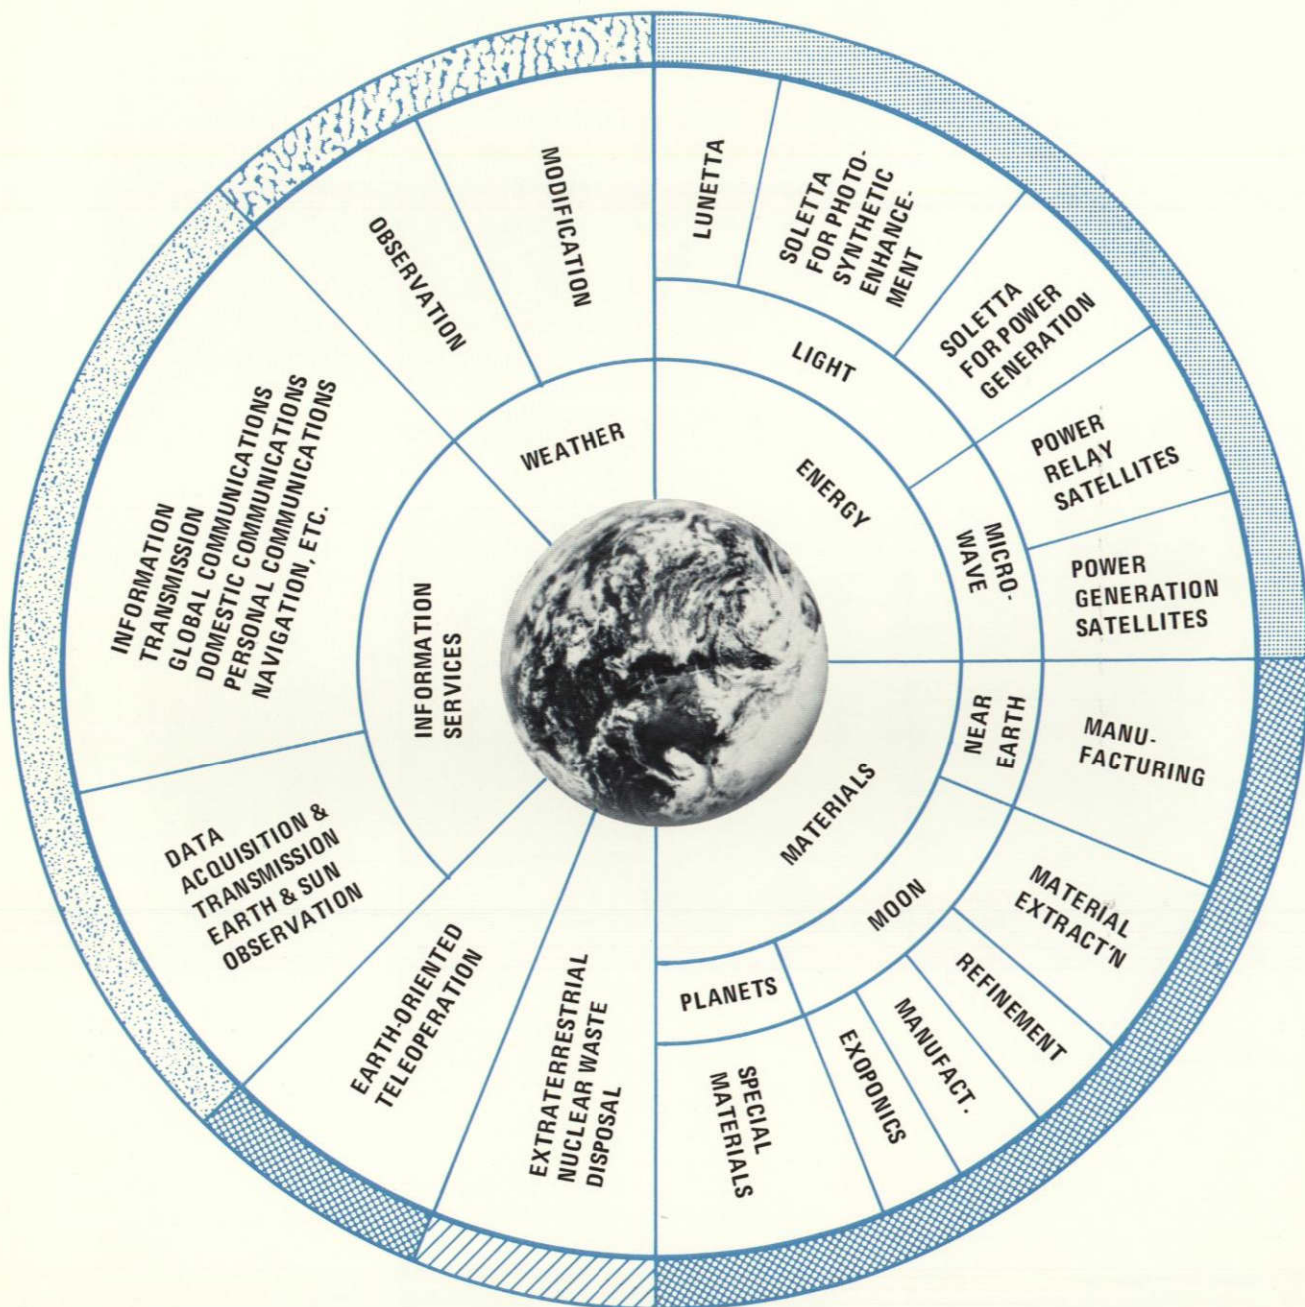 LUNETTA
SOLETTA
FOR PHOTO-
SYNTHETIC
ENHANCE-
MENT
SOLETTA
FOR POWER
GENERATION
LIGHT
ENERGY
POWER
RELAY
SATELLITES
POWER
GENERATION
SATELLITES
MICRO-
WAVE
NEAR
EARTH
MANU-
FACTURING
MATERIALS
MOON
MATERIAL
EXTRACT'N
REFINEMENT
MANUFACT.
EXOPONICS
PLANETS
SPECIAL
MATERIALS
EXTRATERRESTRIAL
NUCLEAR WASTE
DISPOSAL
EARTH-ORIENTED
TELEOPERATION
INFORMATION
SERVICES
DATA
ACQUISITION &
TRANSMISSION
EARTH & SUN
OBSERVATION
INFORMATION
TRANSMISSION
GLOBAL COMMUNICATIONS
DOMESTIC COMMUNICATIONS
PERSONAL COMMUNICATIONS
NAVIGATION, ETC.
WEATHER
OBSERVATION
MODIFICATION